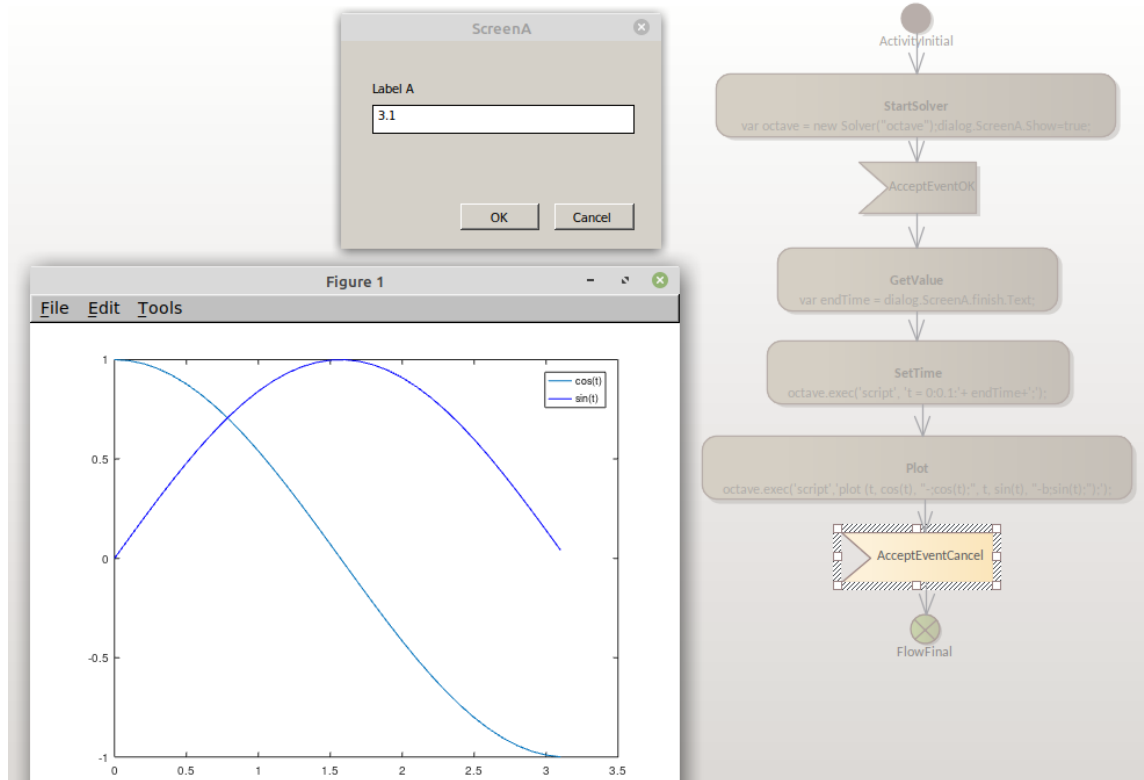 ScreenA
Label A
3.1
OK
Cancel
Figure 1
File Edit Tools
cos(t)
sin(t)
1
0.5
0
-0.5
-1
0 0.5 1 1.5 2 2.5 3 3.5
ActivityInitial
StartSolver
var octave = new Solver("octave");dialog.ScreenA.Show=true;
AcceptEventOK
GetValue
var endTime = dialog.ScreenA.finish.Text;
SetTime
octave.exec('script', 't = 0:0.1:'+ endTime+';');
Plot
octave.exec('script','plot (t, cos(t), "-;cos(t);", t, sin(t), "-b;sin(t);");');
AcceptEventCancel
FlowFinal